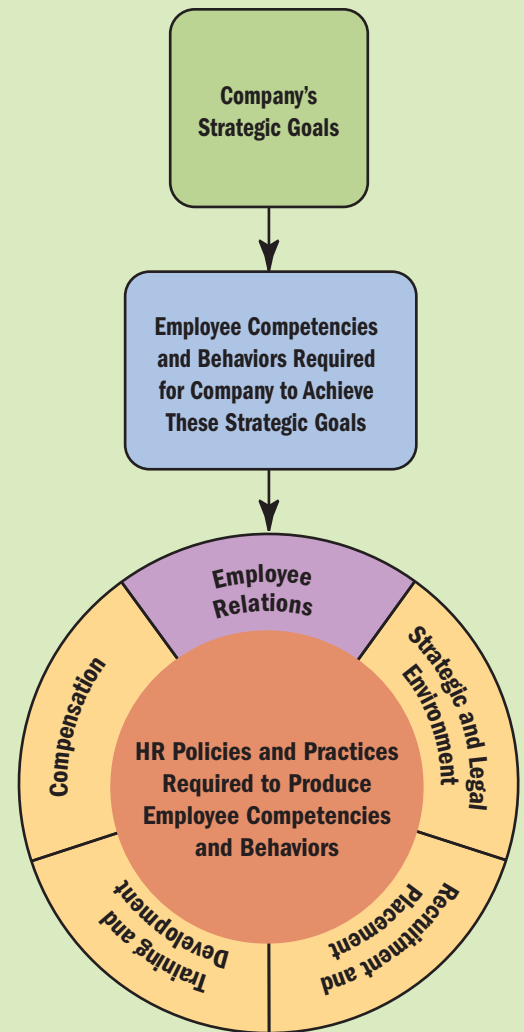 Company's
Strategic Goals
Employee Competencies
and Behaviors Required
for Company to Achieve
These Strategic Goals
Employee
Relations
Strategic and Legal
Environment
Recruitment and
Placement
Training and
Development
Compensation
HR Policies and Practices
Required to Produce
Employee Competencies
and Behaviors